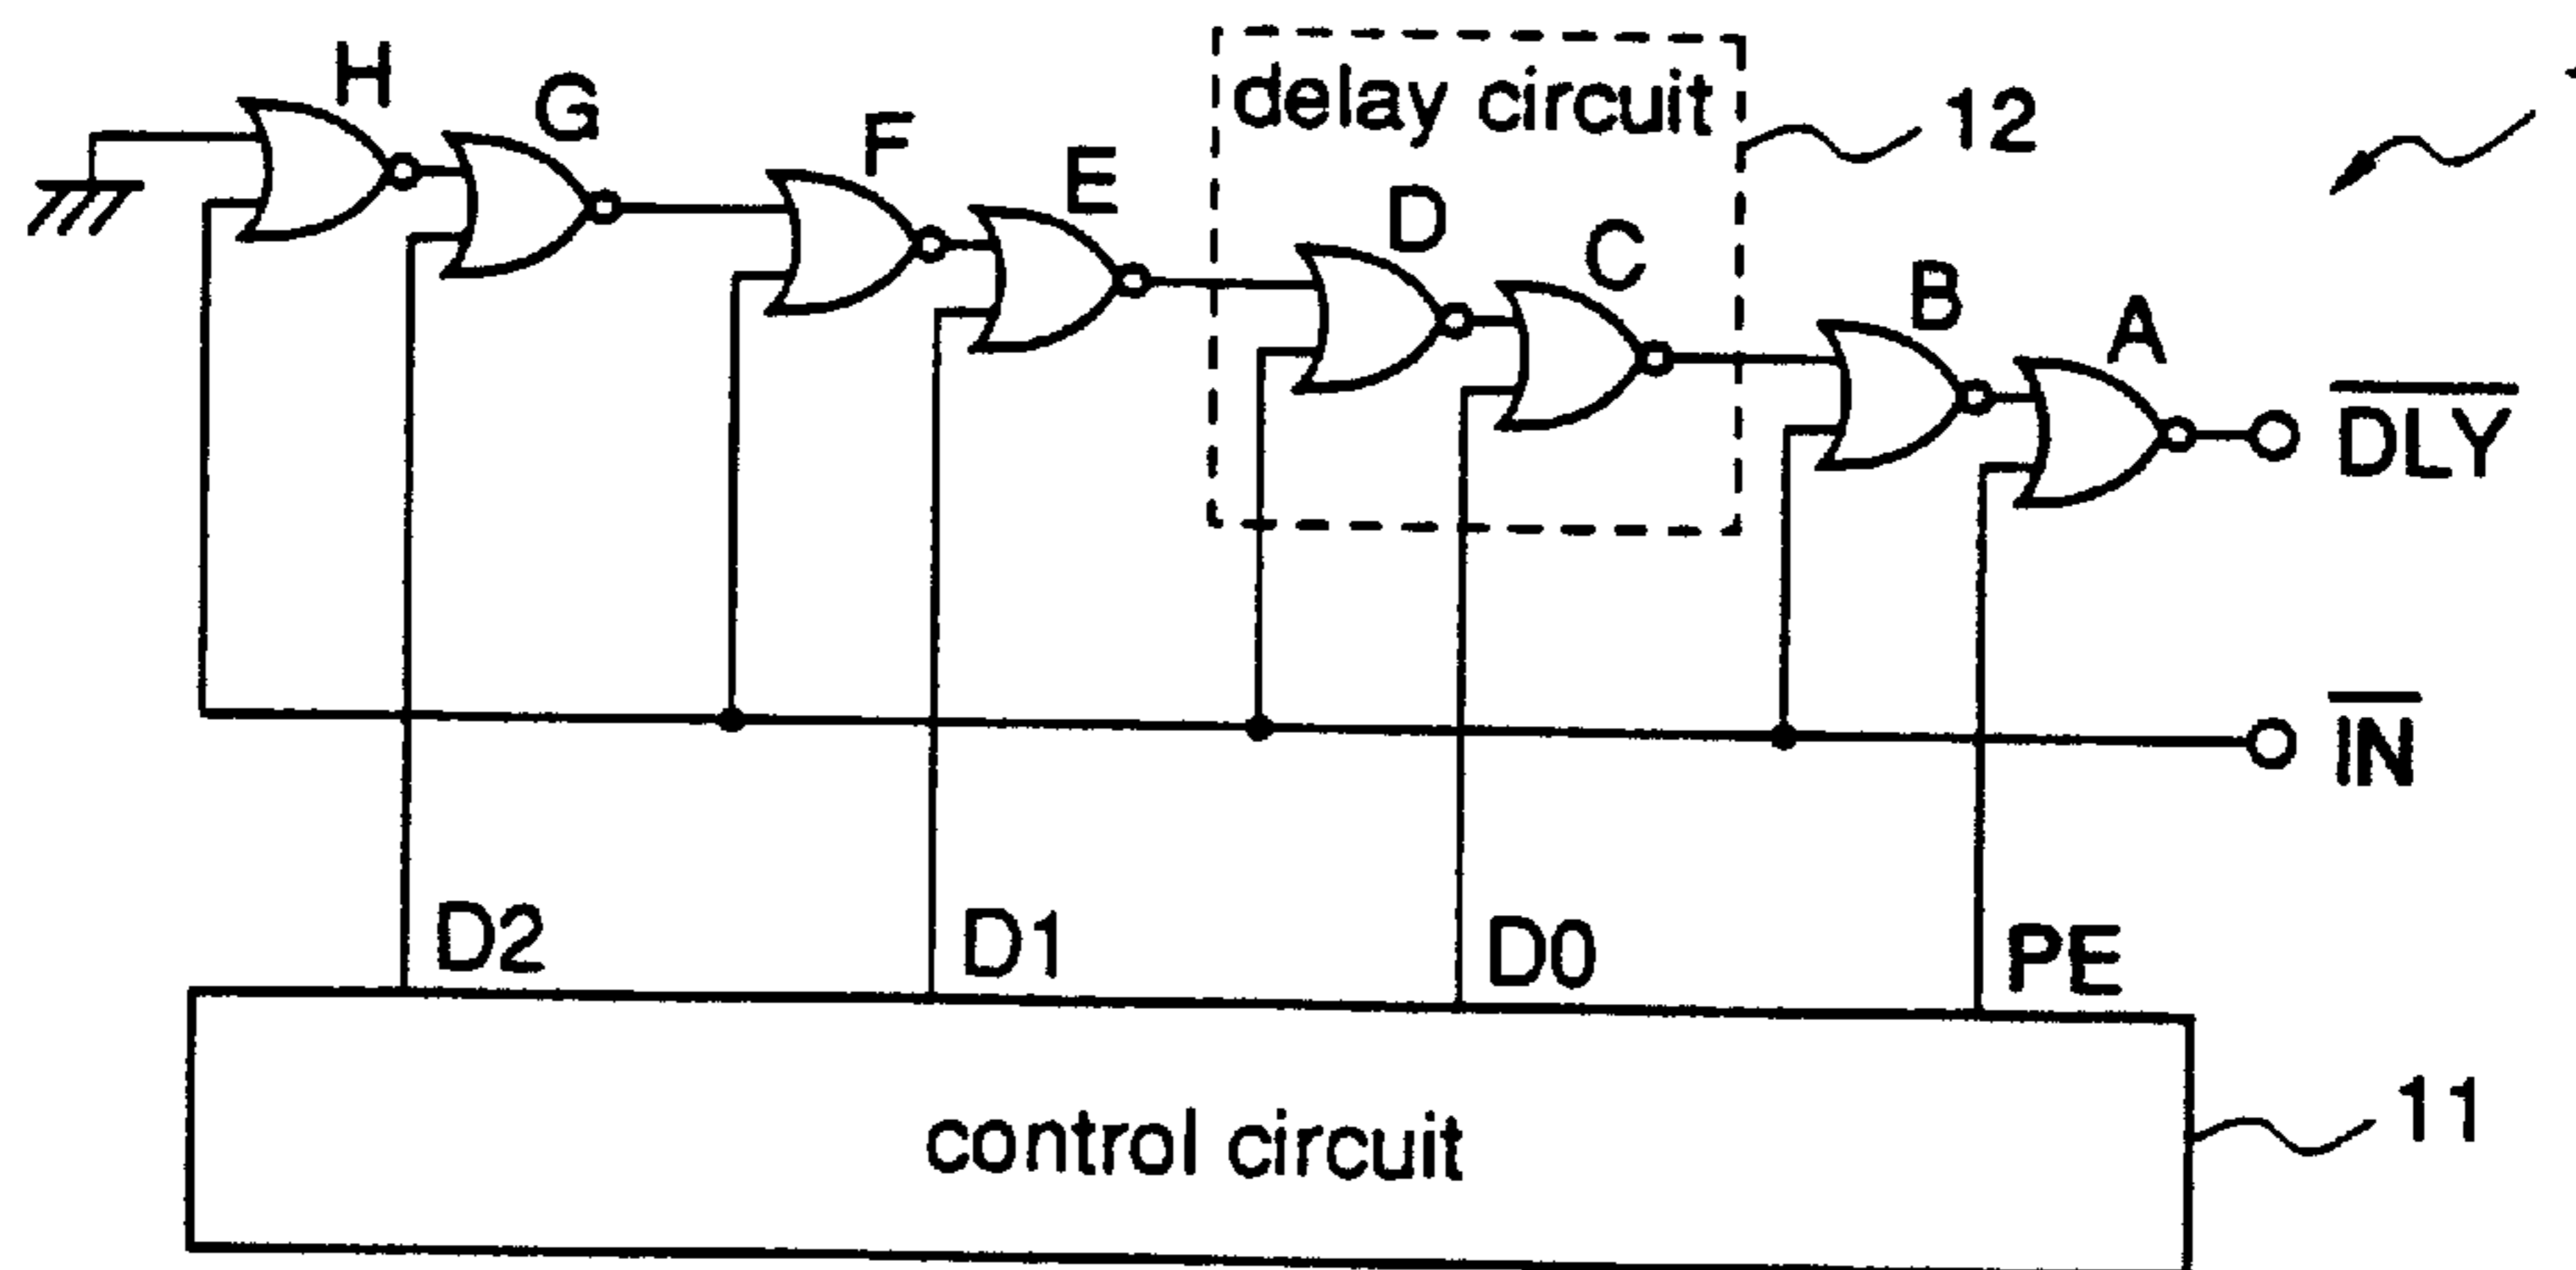 H
G
F
E
delay circuit
12
D
C
B
A
DLY
IN
D2
D1
D0
PE
control circuit
11